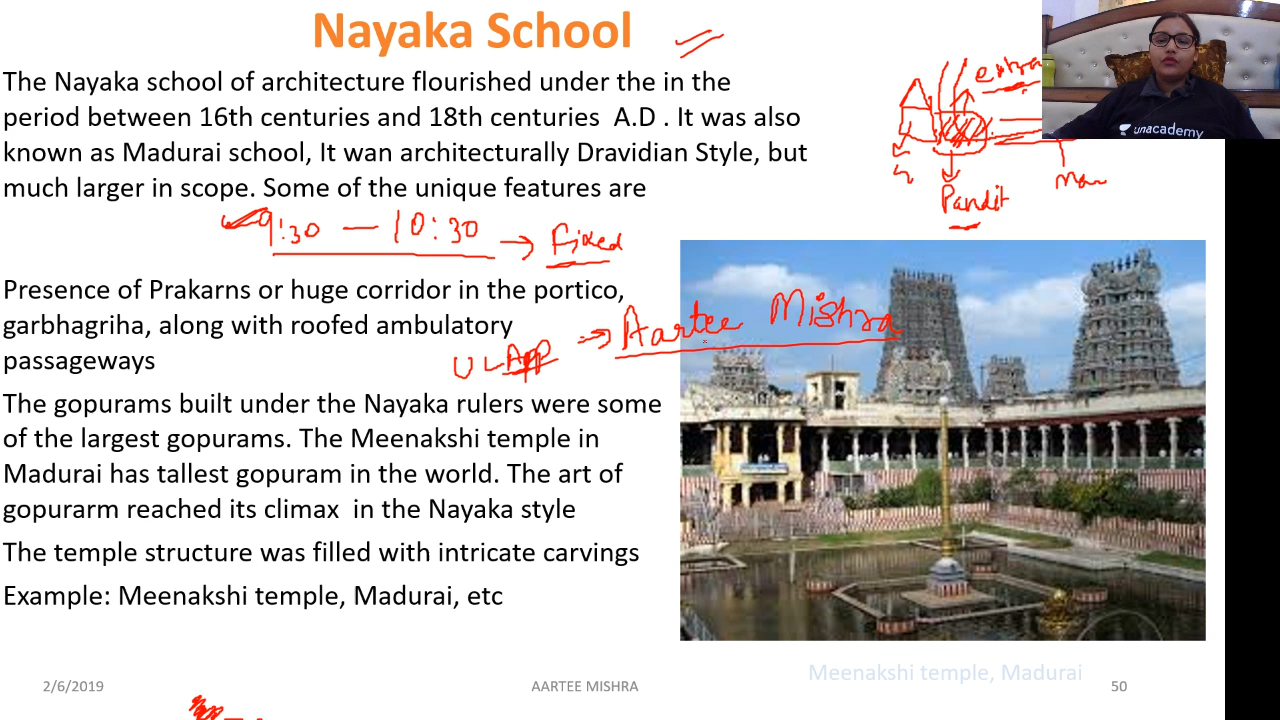 Nayaka School
The Nayaka school of architecture flourished under the in the
period between 16th centuries and 18th centuries A.D . It was also
known as Madurai school, It wan architecturally Dravidian Style, but
much larger in scope. Some of the unique features are
extra
unacademy
Pandit
9:30 — 10:30 → Fixed
Presence of Prakarns or huge corridor in the portico,
garbhagriha, along with roofed ambulatory
passageways
App → Aartee Mishra
The gopurams built under the Nayaka rulers were some
of the largest gopurams. The Meenakshi temple in
Madurai has tallest gopuram in the world. The art of
gopurarm reached its climax in the Nayaka style
The temple structure was filled with intricate carvings
Example: Meenakshi temple, Madurai, etc
Meenakshi temple, Madurai
2/6/2019 AARTEE MISHRA 50